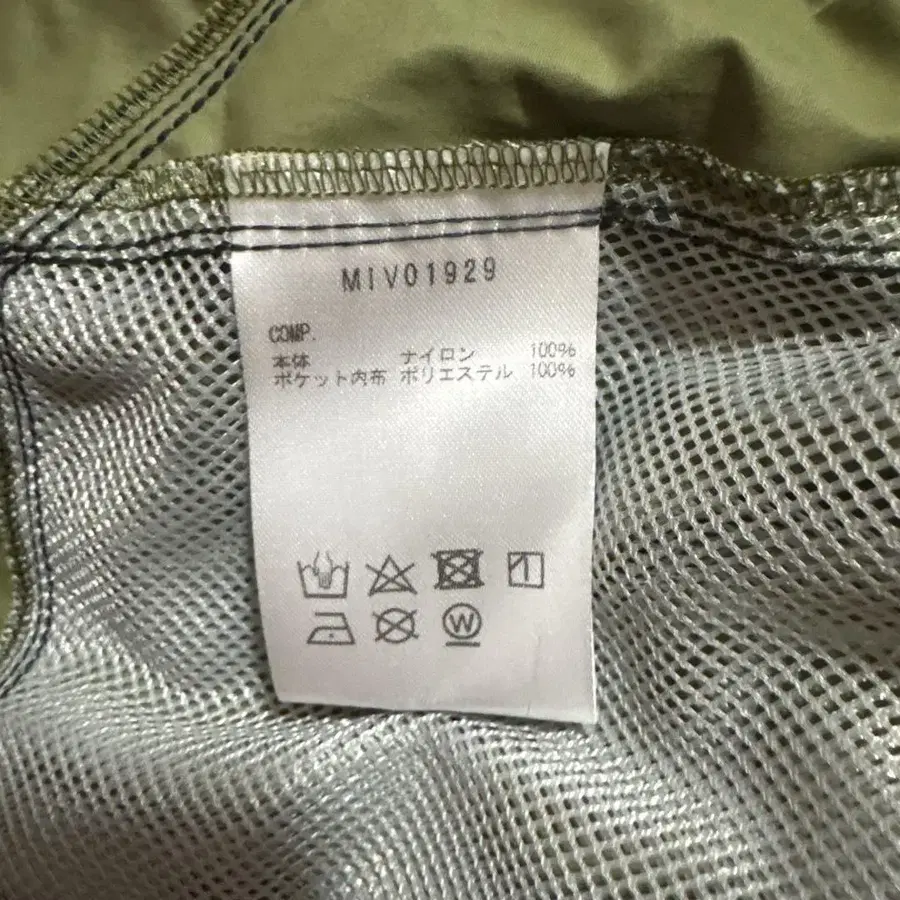 MIV01929
COMP.
本体 ナイロン 100%
ポケット内布 ポリエステル 100%
W